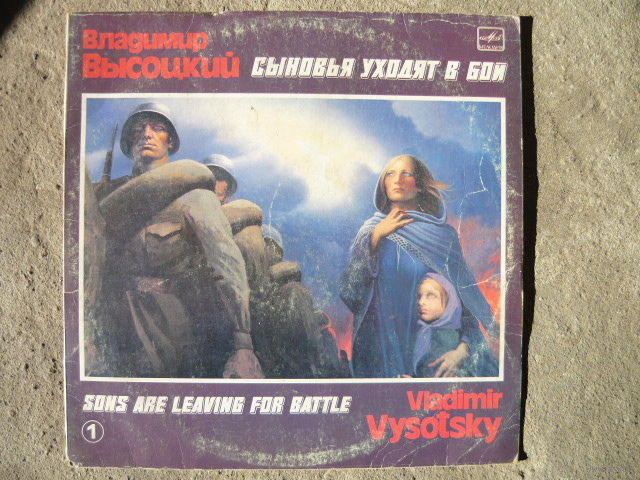 Владимир
Высоцкий
СЫНОВЬЯ УХОДЯТ В БОЙ
SONS ARE LEAVING FOR BATTLE
Vladimir
Vysotsky
1